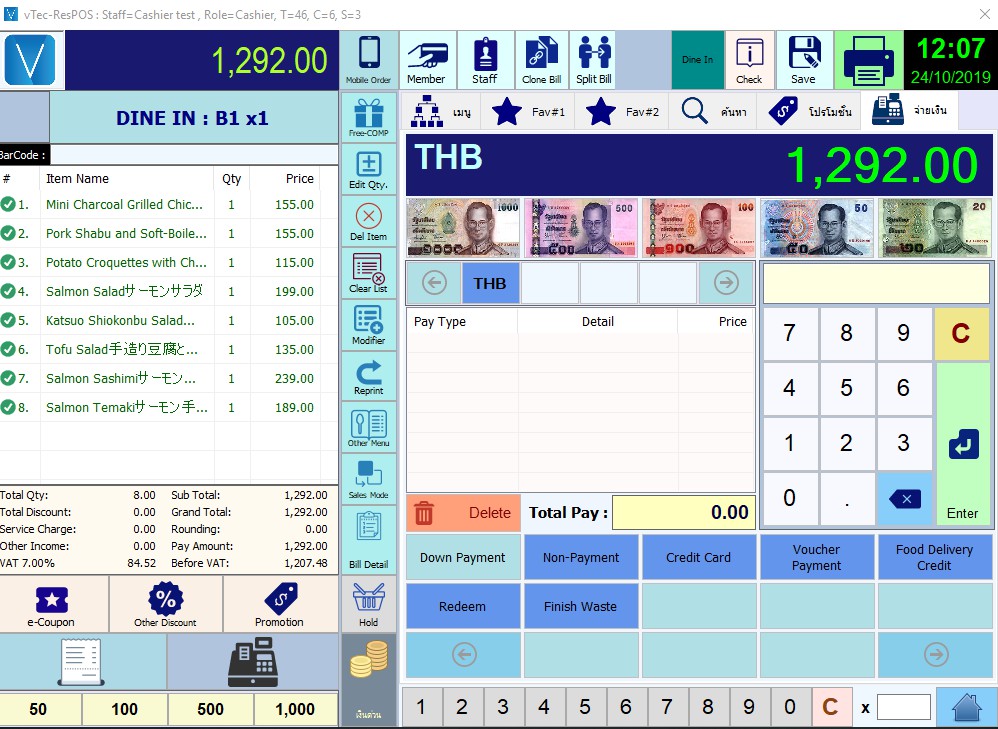 vTec-ResPOS : Staff=Cashier test , Role=Cashier, T=46, C=6, S=3
V
1,292.00
Mobile Order
Member
Staff
Clone Bill
Split Bill
Dine In
Check
Save
12:07
24/10/2019
DINE IN : B1 x1
Free-COMP
เมนู
Fav#1
Fav#2
ค้นหา
โปรโมชั่น
จ่ายเงิน
BarCode :
THB
1,292.00
# Item Name Qty Price
1. Mini Charcoal Grilled Chic... 1 155.00
2. Pork Shabu and Soft-Boile... 1 155.00
3. Potato Croquettes with Ch... 1 115.00
4. Salmon Saladサーモンサラダ 1 199.00
5. Katsuo Shiokonbu Salad... 1 105.00
6. Tofu Salad手造り豆腐と... 1 135.00
7. Salmon Sashimiサーモン... 1 239.00
8. Salmon Temakiサーモン手... 1 189.00
Edit Qty.
Del Item
Clear List
Modifier
Reprint
Other Menu
Sales Mode
Bill Detail
Hold
เงินด่วน
1000
500
100
50
20
THB
Pay Type Detail Price
7 8 9 C
4 5 6
1 2 3
0 .
Enter
Delete
Total Pay : 0.00
Total Qty: 8.00 Sub Total: 1,292.00
Total Discount: 0.00 Grand Total: 1,292.00
Service Charge: 0.00 Rounding: 0.00
Other Income: 0.00 Pay Amount: 1,292.00
VAT 7.00% 84.52 Before VAT: 1,207.48
Down Payment
Non-Payment
Credit Card
Voucher
Payment
Food Delivery
Credit
Redeem
Finish Waste
e-Coupon
Other Discount
Promotion
50 100 500 1,000
1 2 3 4 5 6 7 8 9 0 C x